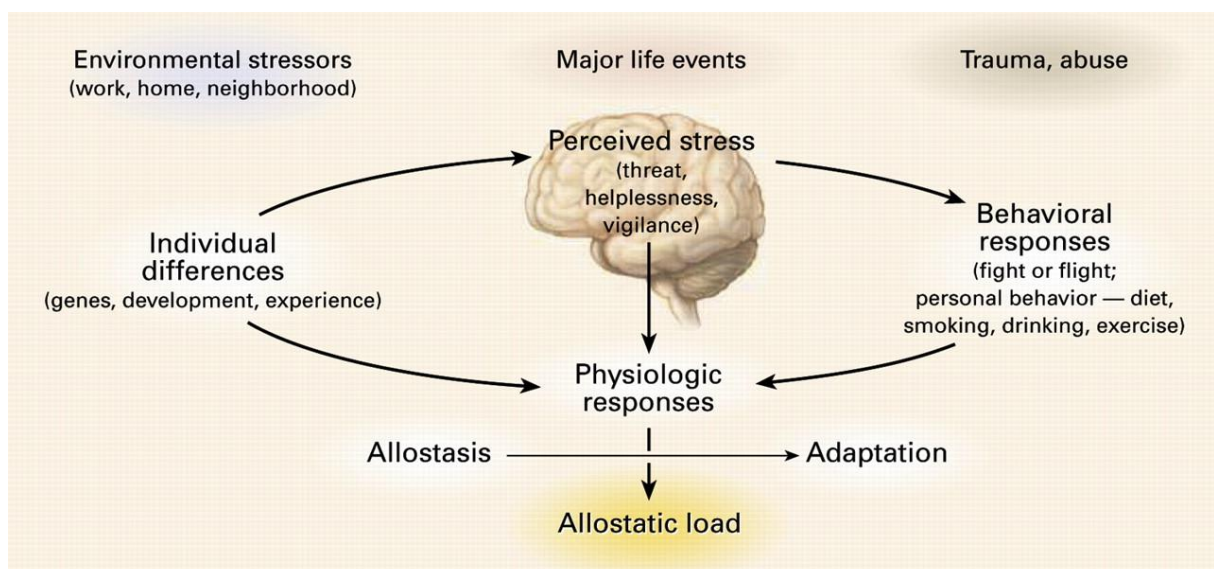 Environmental stressors
(work, home, neighborhood)
Major life events
Trauma, abuse
Perceived stress
(threat,
helplessness,
vigilance)
Individual
differences
(genes, development, experience)
Behavioral
responses
(fight or flight;
personal behavior — diet,
smoking, drinking, exercise)
Physiologic
responses
Allostasis
Adaptation
Allostatic load